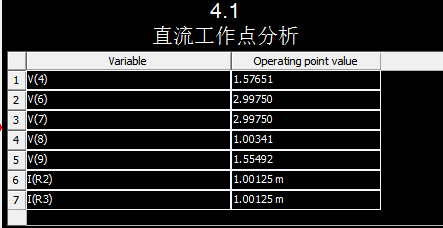 4.1
直流工作点分析
Variable Operating point value
1 V(4) 1.57651
2 V(6) 2.99750
3 V(7) 2.99750
4 V(8) 1.00341
5 V(9) 1.55492
6 I(R2) 1.00125 m
7 I(R3) 1.00125 m